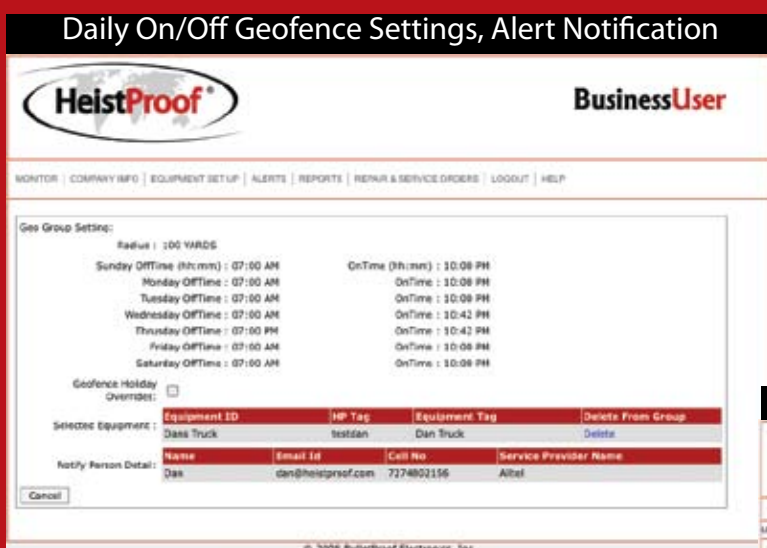 Daily On/Off Geofence Settings, Alert Notification
HeistProof®
BusinessUser
MONITOR | COMPANY INFO | EQUIPMENT SET UP | ALERTS | REPORTS | REPAIR & SERVICE ORDERS | LOGOUT | HELP
Geo Group Setting:
Radius : 100 YARDS
Sunday OffTime (hh:mm) : 07:00 AM OnTime (hh:mm) : 10:08 PM
Monday OffTime : 07:00 AM OnTime : 10:08 PM
Tuesday OffTime : 07:00 AM OnTime : 10:08 PM
Wednesday OffTime : 07:00 AM OnTime : 10:42 PM
Thrusday OffTime : 07:00 PM OnTime : 10:42 PM
Friday OffTime : 07:00 AM OnTime : 10:08 PM
Saturday OffTime : 07:00 AM OnTime : 10:08 PM
Geofence Holiday
Overrides:
Equipment ID HP Tag Equipment Tag Delete From Group
Selected Equipment : Dans Truck testdan Dan Truck Delete
Name Email Id Cell No Service Provider Name
Notify Person Detail: Dan dan@heistproof.com 7274802156 Alltel
Cancel
© 2006 BulletProof Electronics, Inc